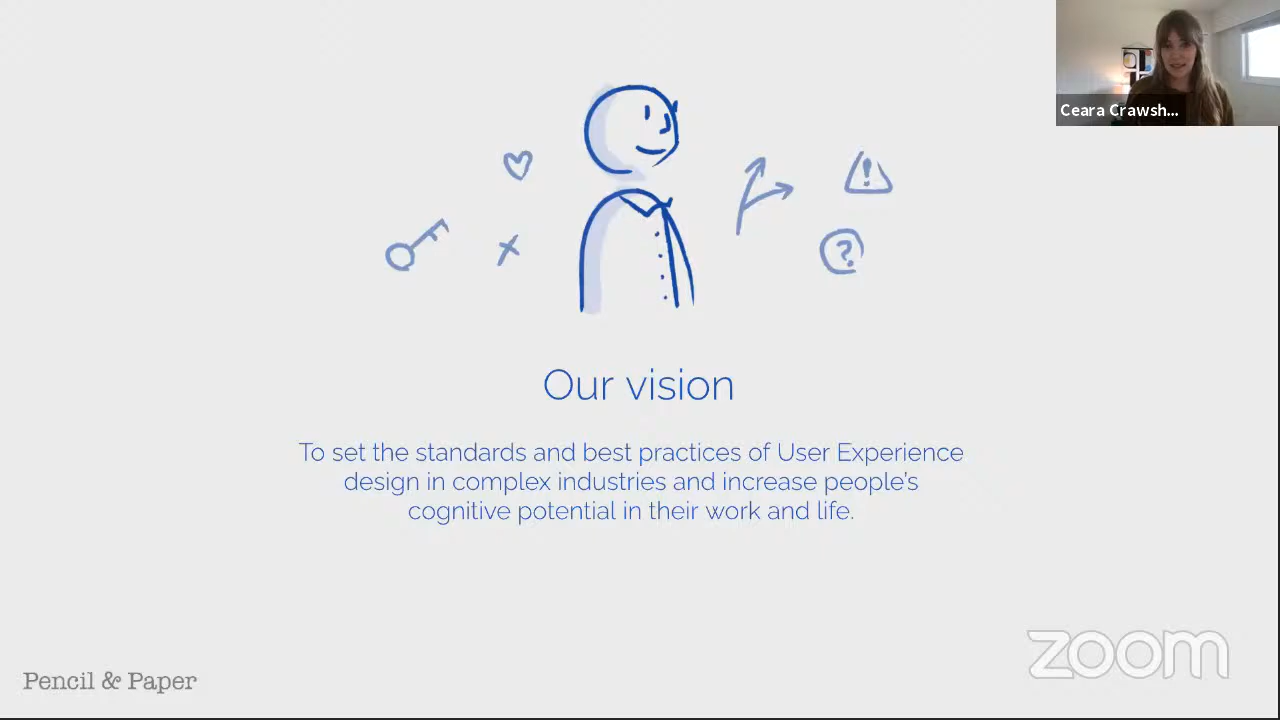 Ceara Crawsh...
?
Our vision
To set the standards and best practices of User Experience
design in complex industries and increase people's
cognitive potential in their work and life.
Pencil & Paper
zoom